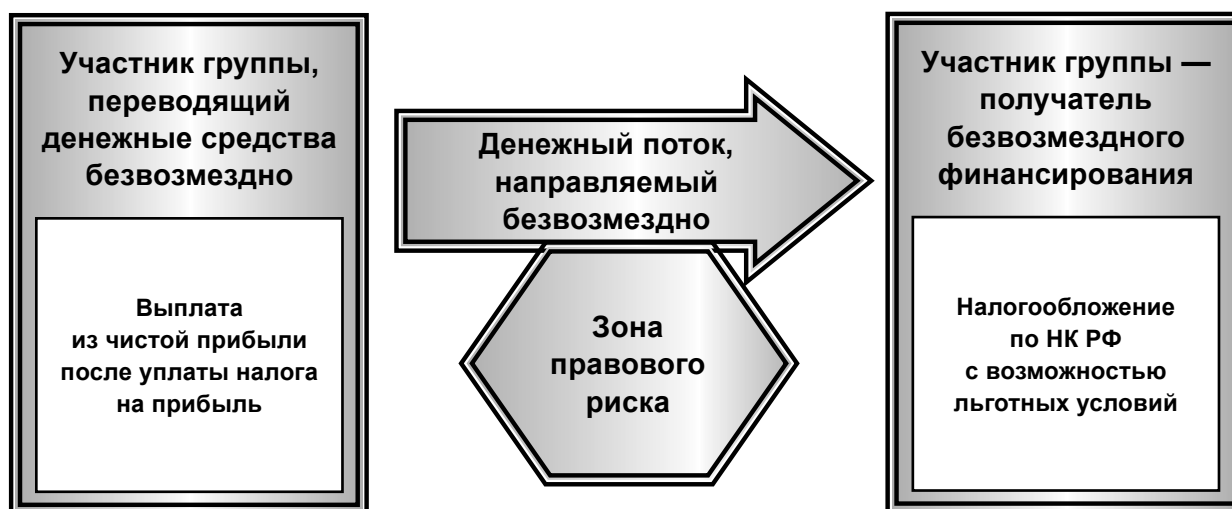 Участник группы,
переводящий
денежные средства
безвозмездно
Выплата
из чистой прибыли
после уплаты налога
на прибыль
Денежный поток,
направляемый
безвозмездно
Зона
правового
риска
Участник группы —
получатель
безвозмездного
финансирования
Налогообложение
по НК РФ
с возможностью
льготных условий